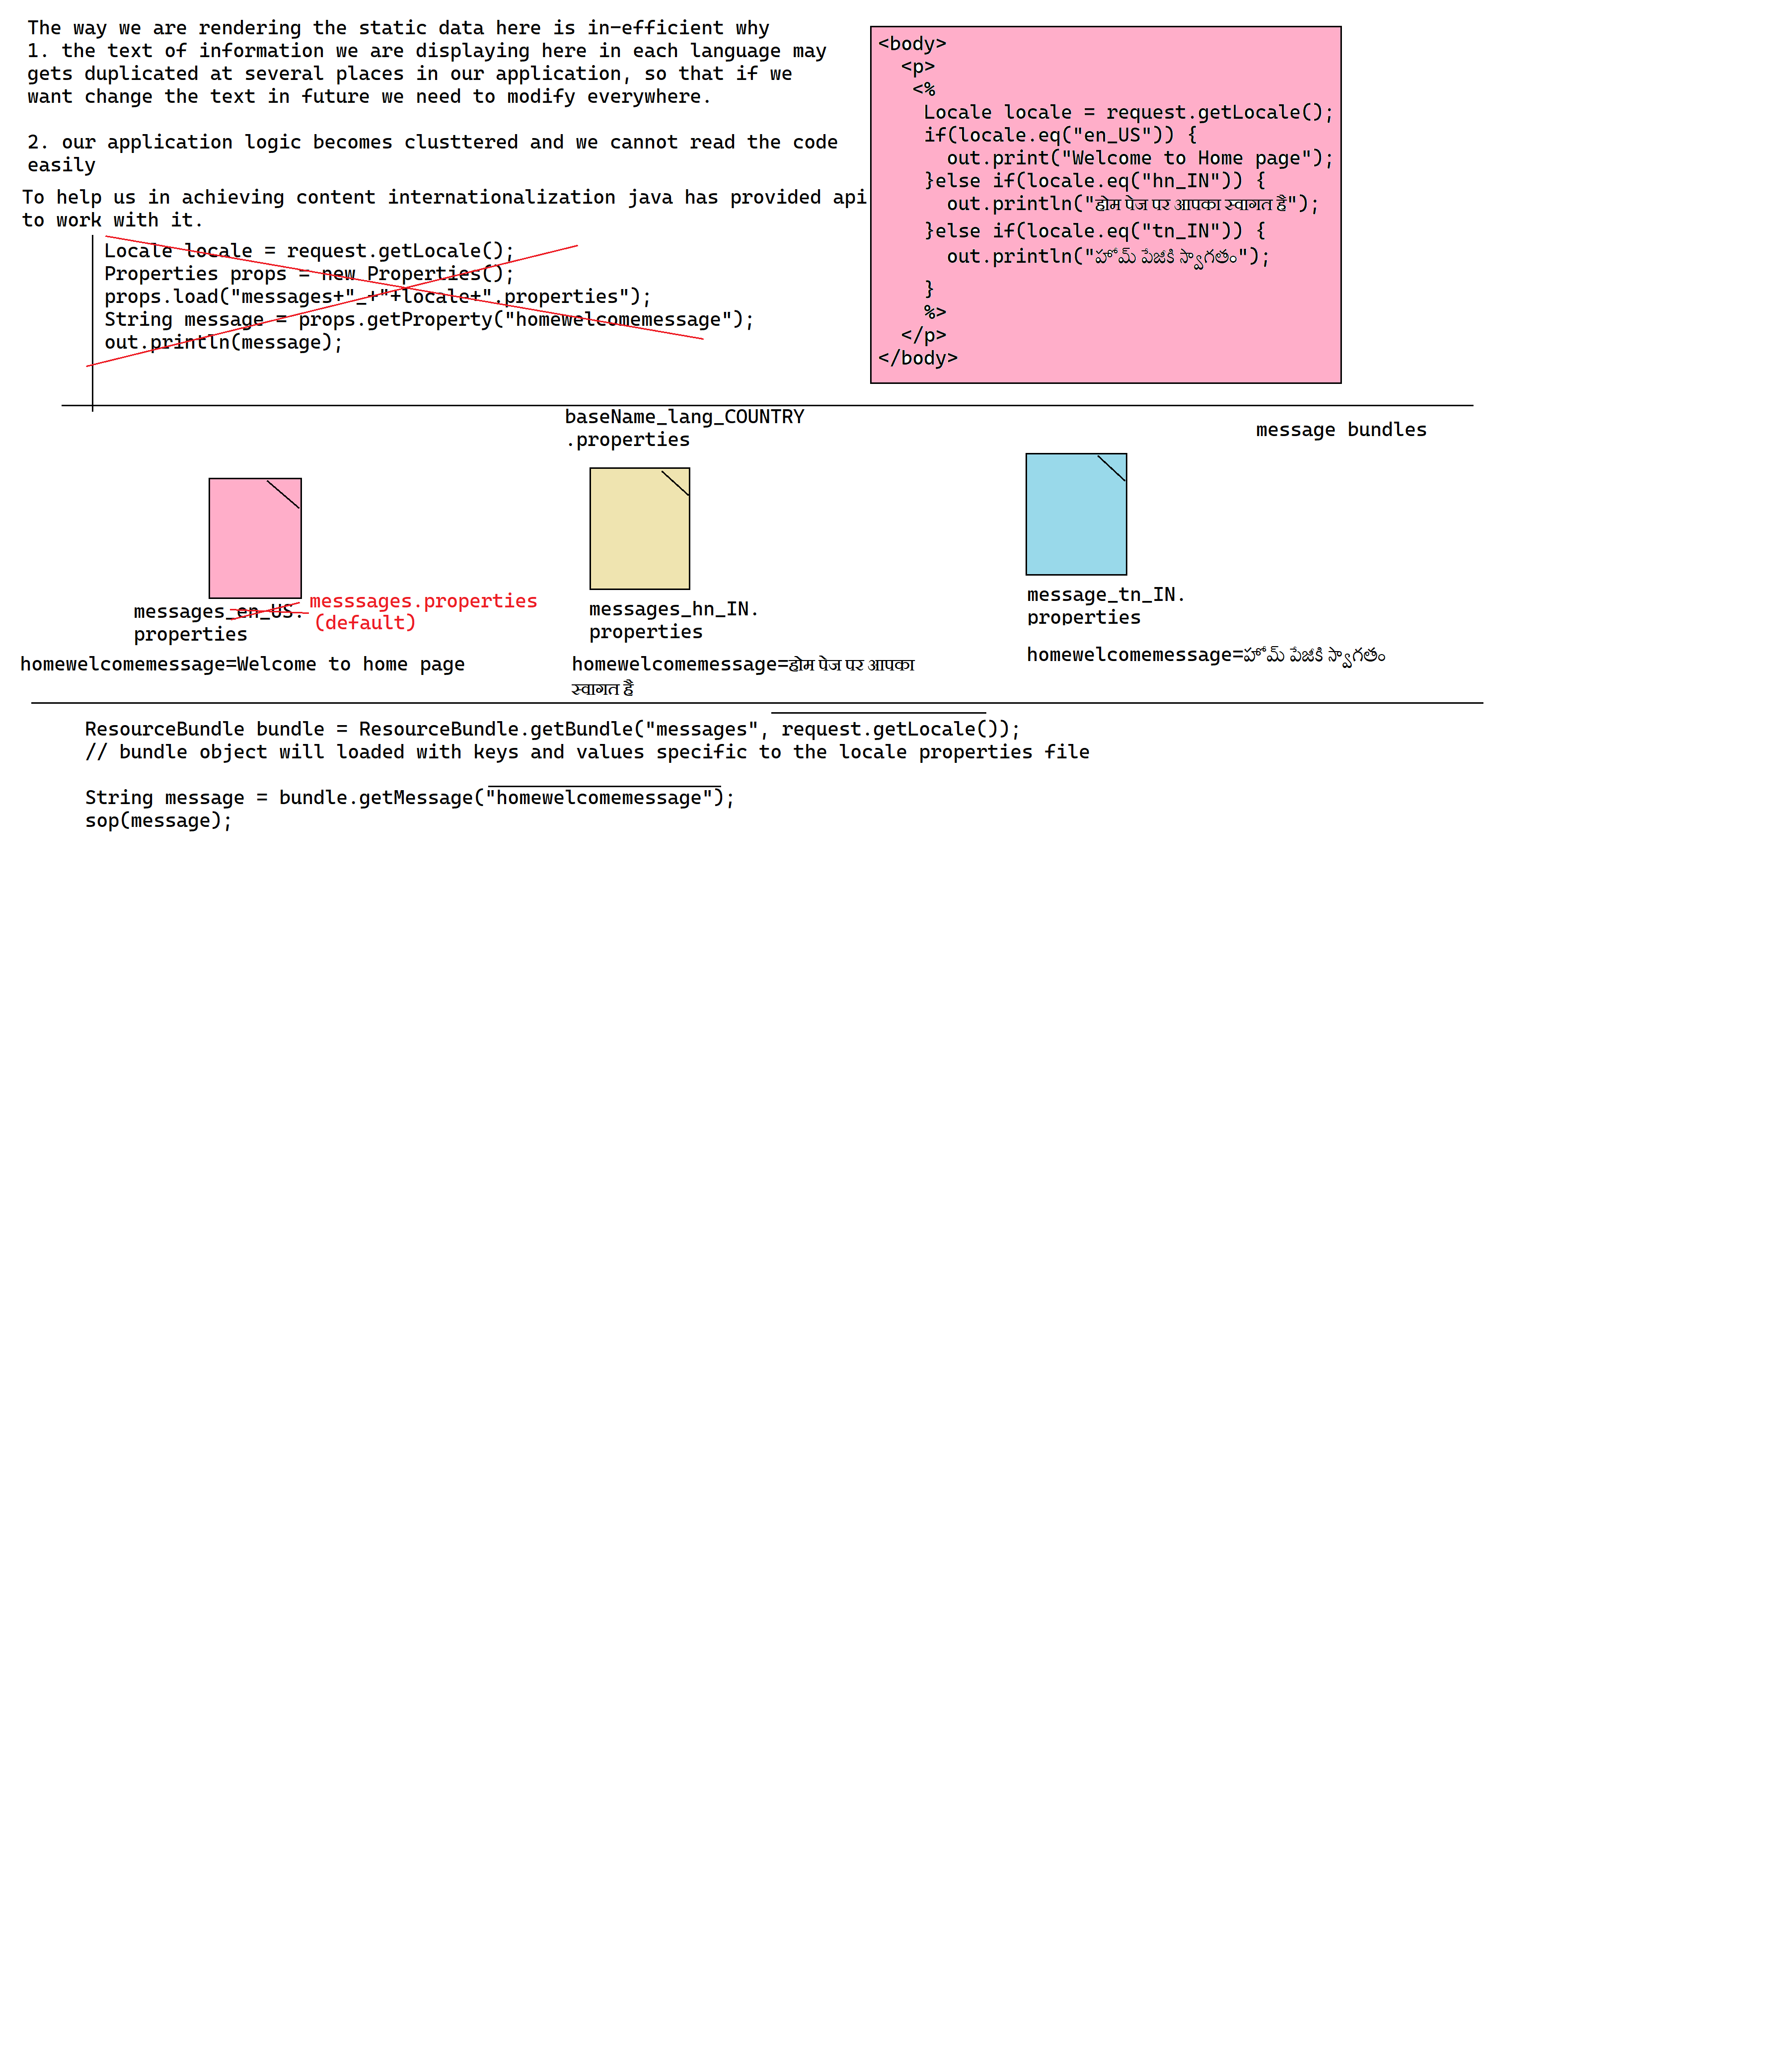 The way we are rendering the static data here is in-efficient why
1. the text of information we are displaying here in each language may
gets duplicated at several places in our application, so that if we
want change the text in future we need to modify everywhere.
2. our application logic becomes clusttered and we cannot read the code
easily
To help us in achieving content internationalization java has provided api
to work with it.
Locale locale = request.getLocale();
Properties props = new Properties();
props.load("messages+"_+"+locale+".properties");
String message = props.getProperty("homewelcomemessage");
out.println(message);
<body>
<p>
<%
Locale locale = request.getLocale();
if(locale.eq("en_US")) {
out.print("Welcome to Home page");
}else if(locale.eq("hn_IN")) {
out.println("होम पेज पर आपका स्वागत है");
}else if(locale.eq("tn_IN")) {
out.println("హోమ్ పేజీకి స్వాగతం");
}
%>
</p>
</body>
baseName_lang_COUNTRY
.properties
message bundles
messages_en_US.
properties
messsages.properties
(default)
homewelcomemessage=Welcome to home page
messages_hn_IN.
properties
homewelcomemessage=होम पेज पर आपका
स्वागत है
message_tn_IN.
properties
homewelcomemessage=హోమ్ పేజీకి స్వాగతం
ResourceBundle bundle = ResourceBundle.getBundle("messages", request.getLocale());
// bundle object will loaded with keys and values specific to the locale properties file
String message = bundle.getMessage("homewelcomemessage");
sop(message);